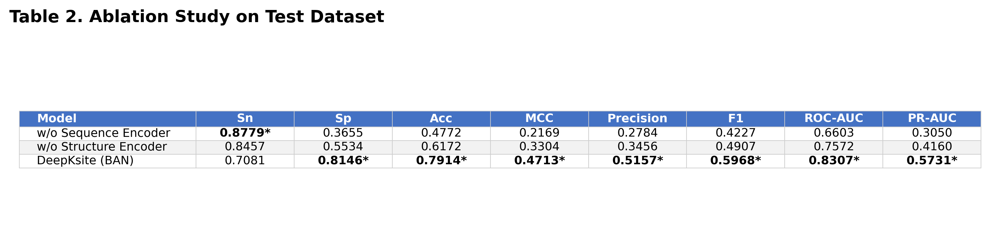 Table 2. Ablation Study on Test Dataset
Model Sn Sp Acc MCC Precision F1 ROC-AUC PR-AUC
w/o Sequence Encoder 0.8779* 0.3655 0.4772 0.2169 0.2784 0.4227 0.6603 0.3050
w/o Structure Encoder 0.8457 0.5534 0.6172 0.3304 0.3456 0.4907 0.7572 0.4160
DeepKsite (BAN) 0.7081 0.8146* 0.7914* 0.4713* 0.5157* 0.5968* 0.8307* 0.5731*